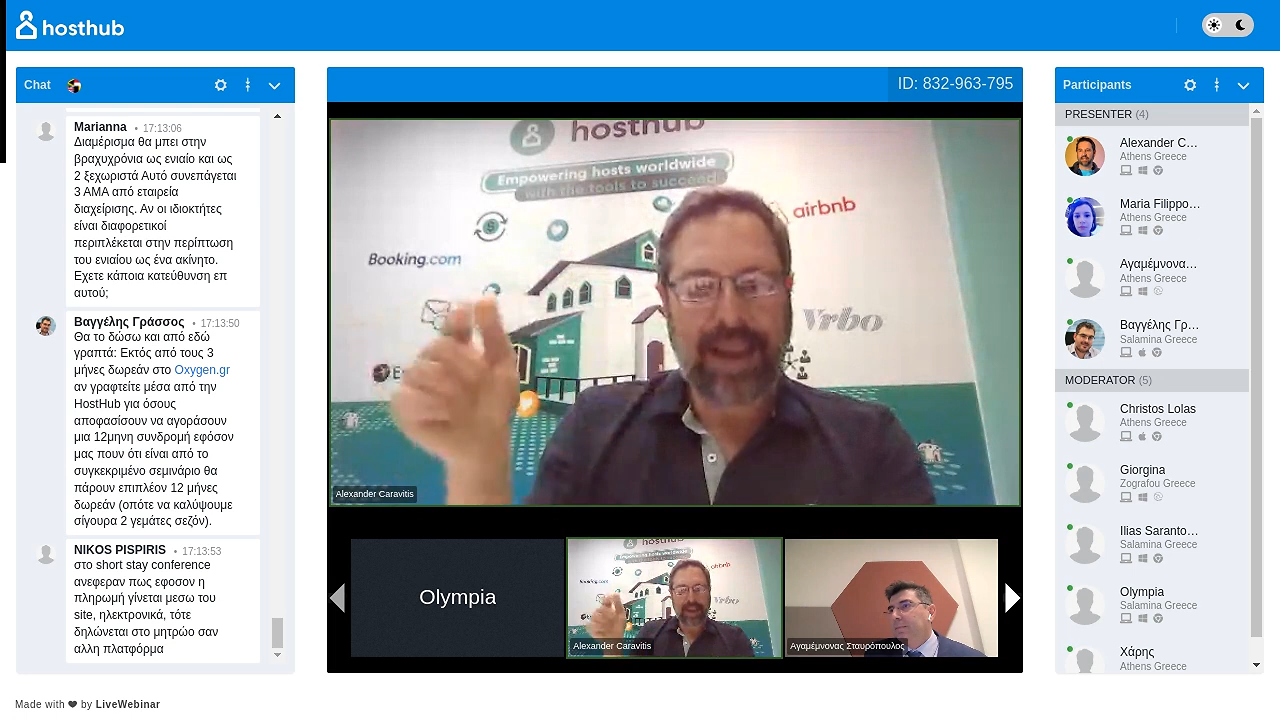 hosthub
Chat
Marianna • 17:13:06
Διαμέρισμα θα μπει στην
βραχυχρόνια ως ενιαίο και ως
2 ξεχωριστά Αυτό συνεπάγεται
3 ΑΜΑ από εταιρεία
διαχείρισης. Αν οι ιδιοκτήτες
είναι διαφορετικοί
περιπλέκεται στην περίπτωση
του ενιαίου ως ένα ακίνητο.
Εχετε κάποια κατεύθυνση επ
αυτού;
Βαγγέλης Γράσσος • 17:13:50
Θα το δώσω και από εδώ
γραπτά: Εκτός από τους 3
μήνες δωρεάν στο Oxygen.gr
αν γραφτείτε μέσα από την
HostHub για όσους
αποφασίσουν να αγοράσουν
μια 12μηνη συνδρομή εφόσον
μας πουν ότι είναι από το
συγκεκριμένο σεμινάριο θα
πάρουν επιπλέον 12 μήνες
δωρεάν (οπότε να καλύψουμε
σίγουρα 2 γεμάτες σεζόν).
NIKOS PISPIRIS • 17:13:53
στο short stay conference
ανεφεραν πως εφοσον η
πληρωμή γίνεται μεσω του
site, ηλεκτρονικά, τότε
δηλώνεται στο μητρώο σαν
αλλη πλατφόρμα
ID: 832-963-795
hosthub
Empowering hosts worldwide
with the tools to succeed
airbnb
Booking.com
Vrbo
Alexander Caravitis
Olympia
hosthub
Empowering hosts worldwide
airbnb
Booking.com
Vrbo
Alexander Caravitis
Αγαμέμνονας Σταυρόπουλος
Participants
PRESENTER (4)
Alexander C…
Athens Greece
Maria Filippo…
Athens Greece
Αγαμέμνονα…
Athens Greece
Βαγγέλης Γρ…
Salamina Greece
MODERATOR (5)
Christos Lolas
Athens Greece
Giorgina
Zografou Greece
Ilias Saranto…
Salamina Greece
Olympia
Salamina Greece
Χάρης
Athens Greece
Made with by LiveWebinar